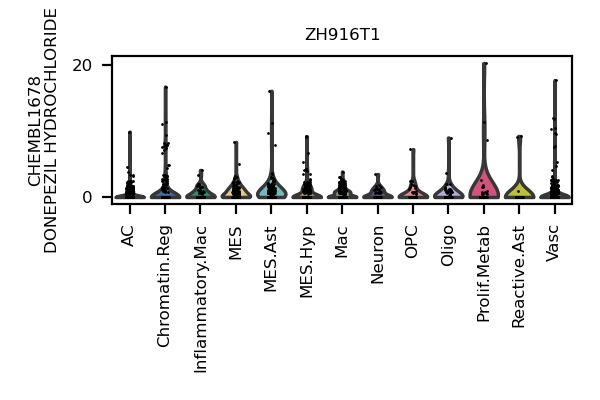 ZH916T1
CHEMBL1678
DONEPEZIL HYDROCHLORIDE
20
0
AC
Chromatin.Reg
Inflammatory.Mac
MES
MES.Ast
MES.Hyp
Mac
Neuron
OPC
Oligo
Prolif.Metab
Reactive.Ast
Vasc